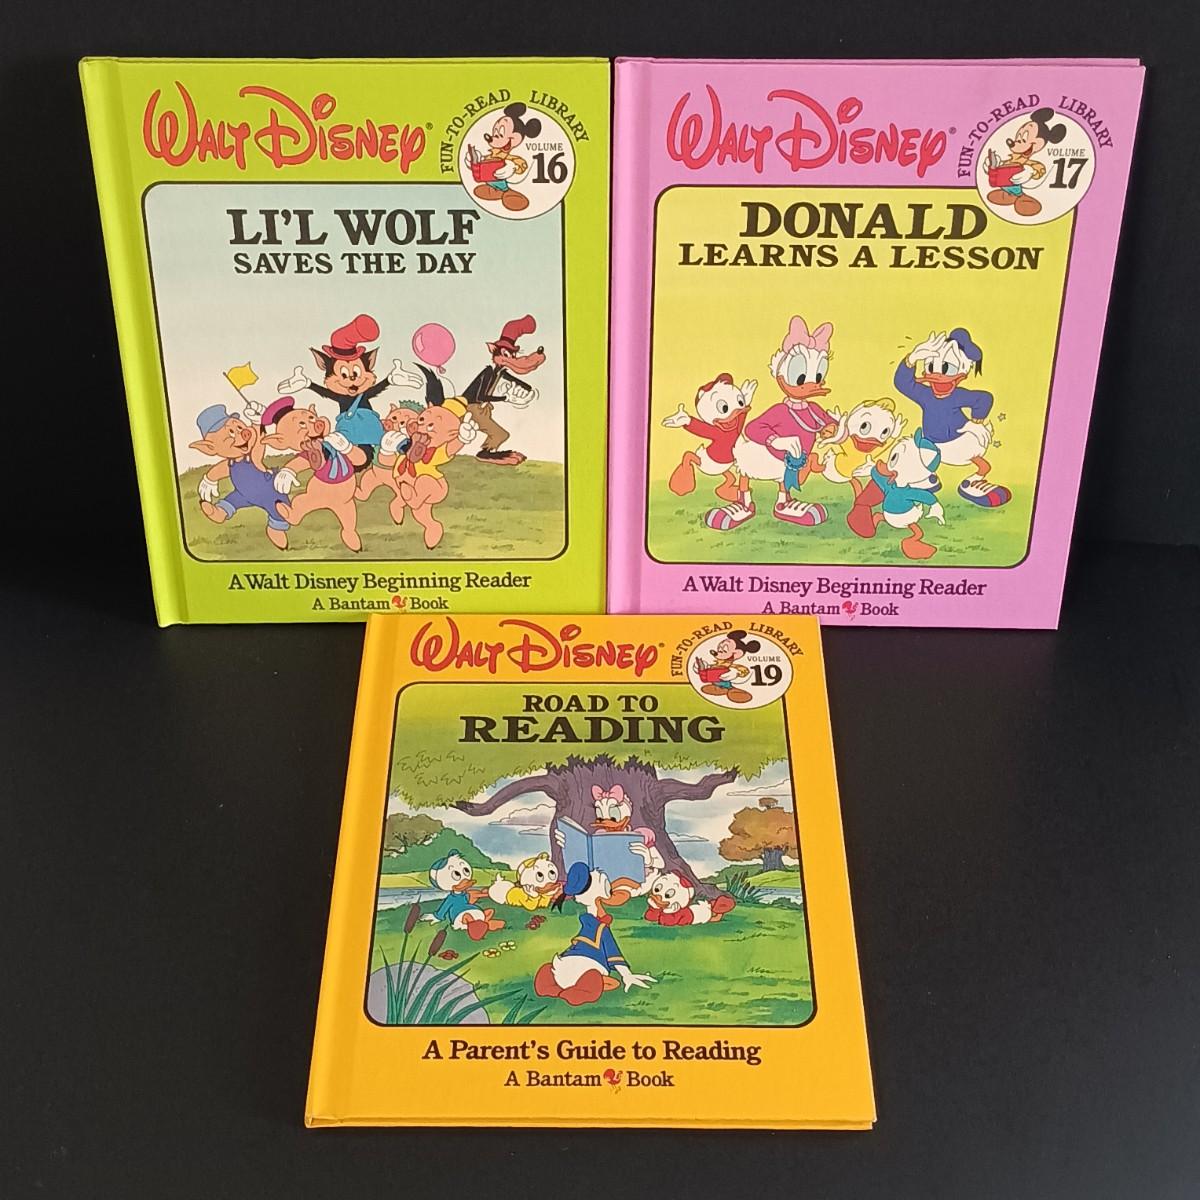 WALT DISNEY®
FUN-TO-READ LIBRARY
VOLUME
16
LI'L WOLF
SAVES THE DAY
A Walt Disney Beginning Reader
A Bantam Book
WALT DISNEY®
FUN-TO-READ LIBRARY
VOLUME
17
DONALD
LEARNS A LESSON
A Walt Disney Beginning Reader
A Bantam Book
WALT DISNEY®
FUN-TO-READ LIBRARY
VOLUME
19
ROAD TO
READING
A Parent's Guide to Reading
A Bantam Book